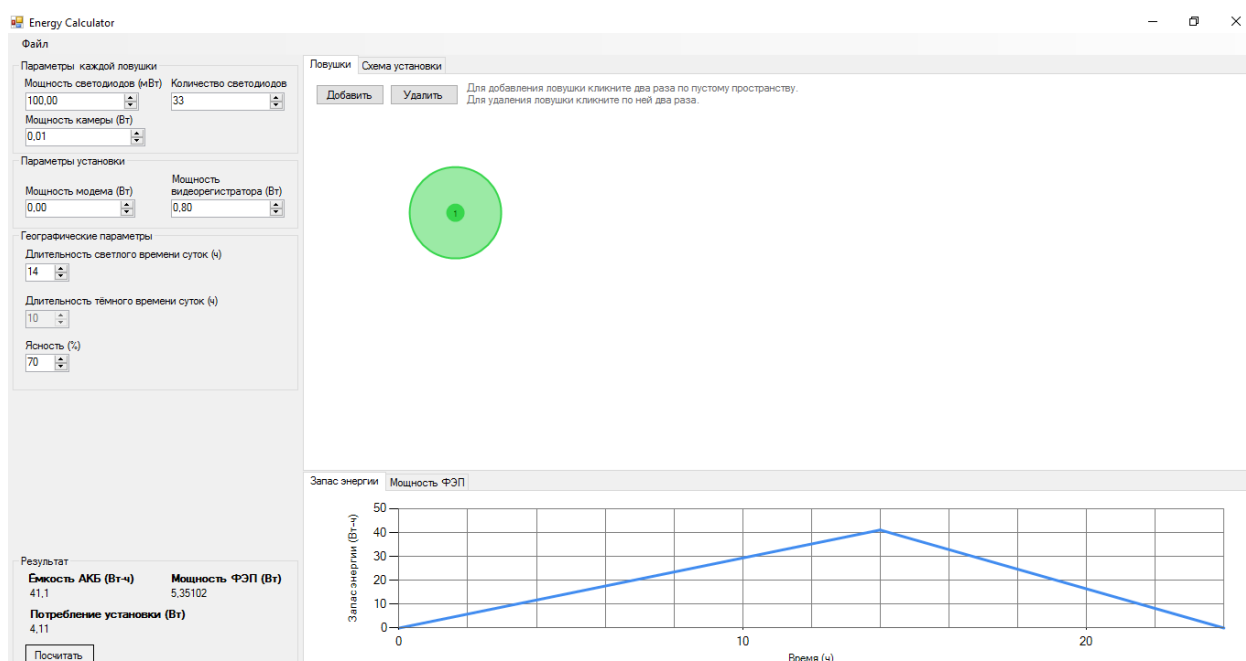 Energy Calculator
Файл
Параметры каждой ловушки
Мощность светодиодов (мВт) Количество светодиодов
100,00 33
Мощность камеры (Вт)
0,01
Параметры установки
Мощность модема (Вт) Мощность видеорегистратора (Вт)
0,00 0,80
Географические параметры
Длительность светлого времени суток (ч)
14
Длительность тёмного времени суток (ч)
10
Ясность (%)
70
Результат
Ёмкость АКБ (Вт-ч) Мощность ФЭП (Вт)
41,1 5,35102
Потребление установки (Вт)
4,11
Посчитать
Ловушки Схема установки
Добавить Удалить
Для добавления ловушки кликните два раза по пустому пространству.
Для удаления ловушки кликните по ней два раза.
1
Запас энергии Мощность ФЭП
Запас энергии (Вт-ч)
50
40
30
20
10
0
0 10 20
Время (ч)